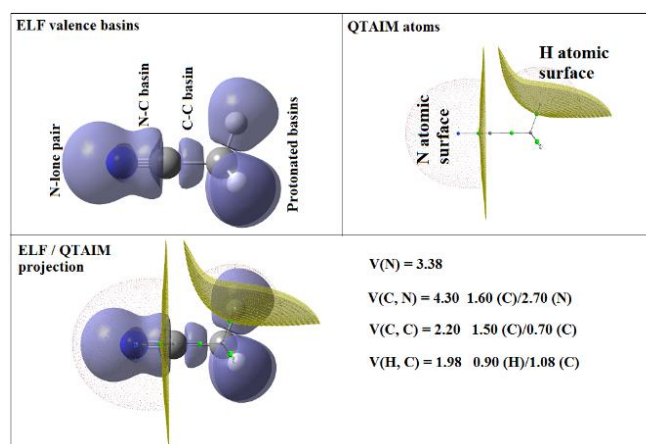 ELF valence basins
N-lone pair
N-C basin
C-C basin
Protonated basins
QTAIM atoms
N atomic
surface
H atomic
surface
ELF / QTAIM
projection
V(N) = 3.38
V(C, N) = 4.30 1.60 (C)/2.70 (N)
V(C, C) = 2.20 1.50 (C)/0.70 (C)
V(H, C) = 1.98 0.90 (H)/1.08 (C)